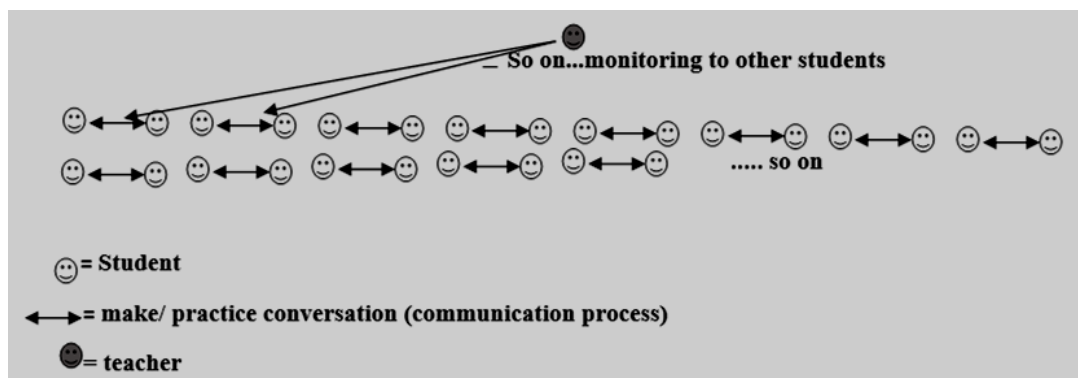 _ So on...monitoring to other students
..... so on
= Student
= make/ practice conversation (communication process)
= teacher